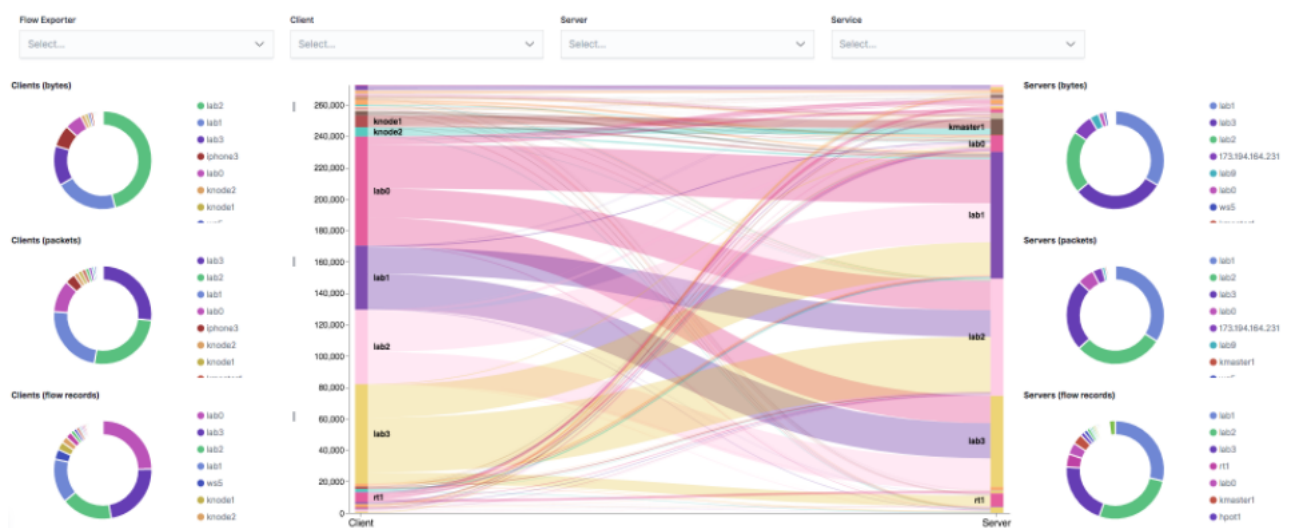 Flow Exporter
Client
Server
Service
Select...
Select...
Select...
Select...
Clients (bytes)
lab2
lab1
lab3
iphone3
lab0
knode2
knode1
Clients (packets)
lab3
lab2
lab1
lab0
iphone3
knode2
knode1
Clients (flow records)
lab0
lab3
lab2
lab1
ws5
knode1
knode2
260,000
240,000
220,000
200,000
180,000
160,000
140,000
120,000
100,000
80,000
60,000
40,000
20,000
0
knode1
knode2
lab0
lab1
lab2
lab3
rt1
kmaster1
lab0
lab1
lab2
lab3
rt1
Client
Server
Servers (bytes)
lab1
lab3
lab2
173.194.164.231
lab9
lab0
ws5
Servers (packets)
lab1
lab2
lab3
lab0
173.194.164.231
lab9
kmaster1
Servers (flow records)
lab1
lab2
lab3
rt1
lab0
kmaster1
hpot1